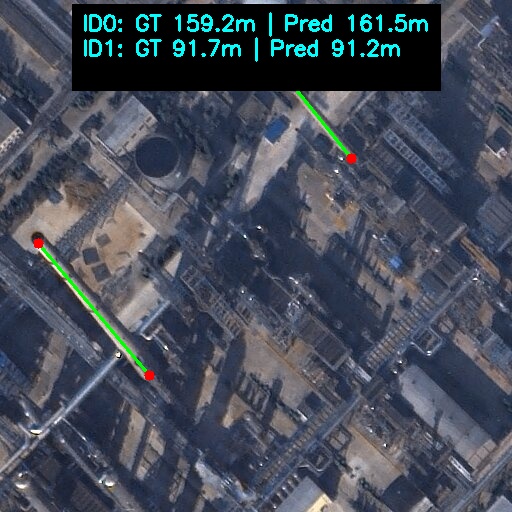 ID0: GT 159.2m | Pred 161.5m
ID1: GT 91.7m | Pred 91.2m